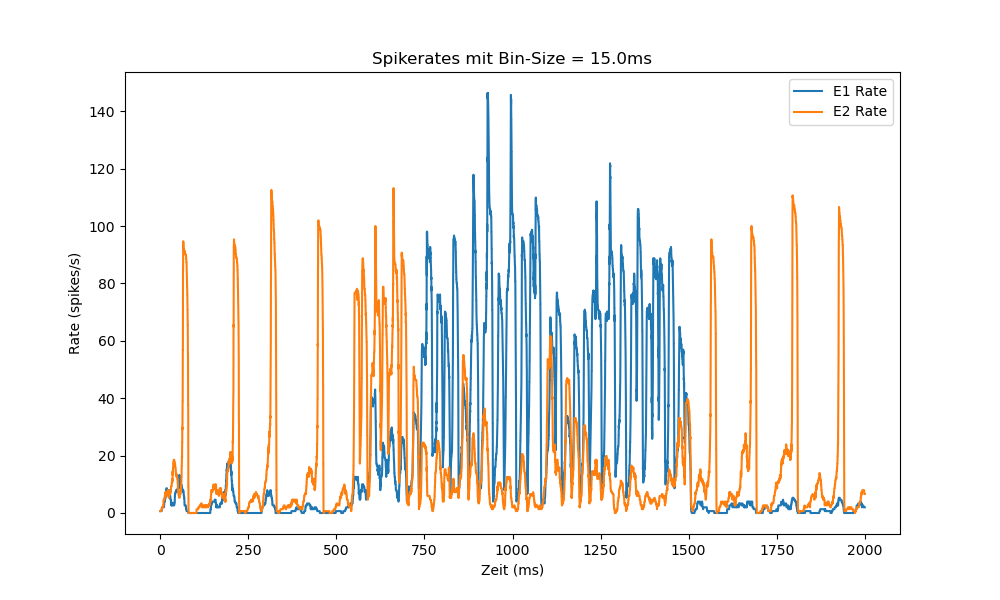 Spikerates mit Bin-Size = 15.0ms
E1 Rate
E2 Rate
140
120
100
80
60
40
20
0
Rate (spikes/s)
0 250 500 750 1000 1250 1500 1750 2000
Zeit (ms)